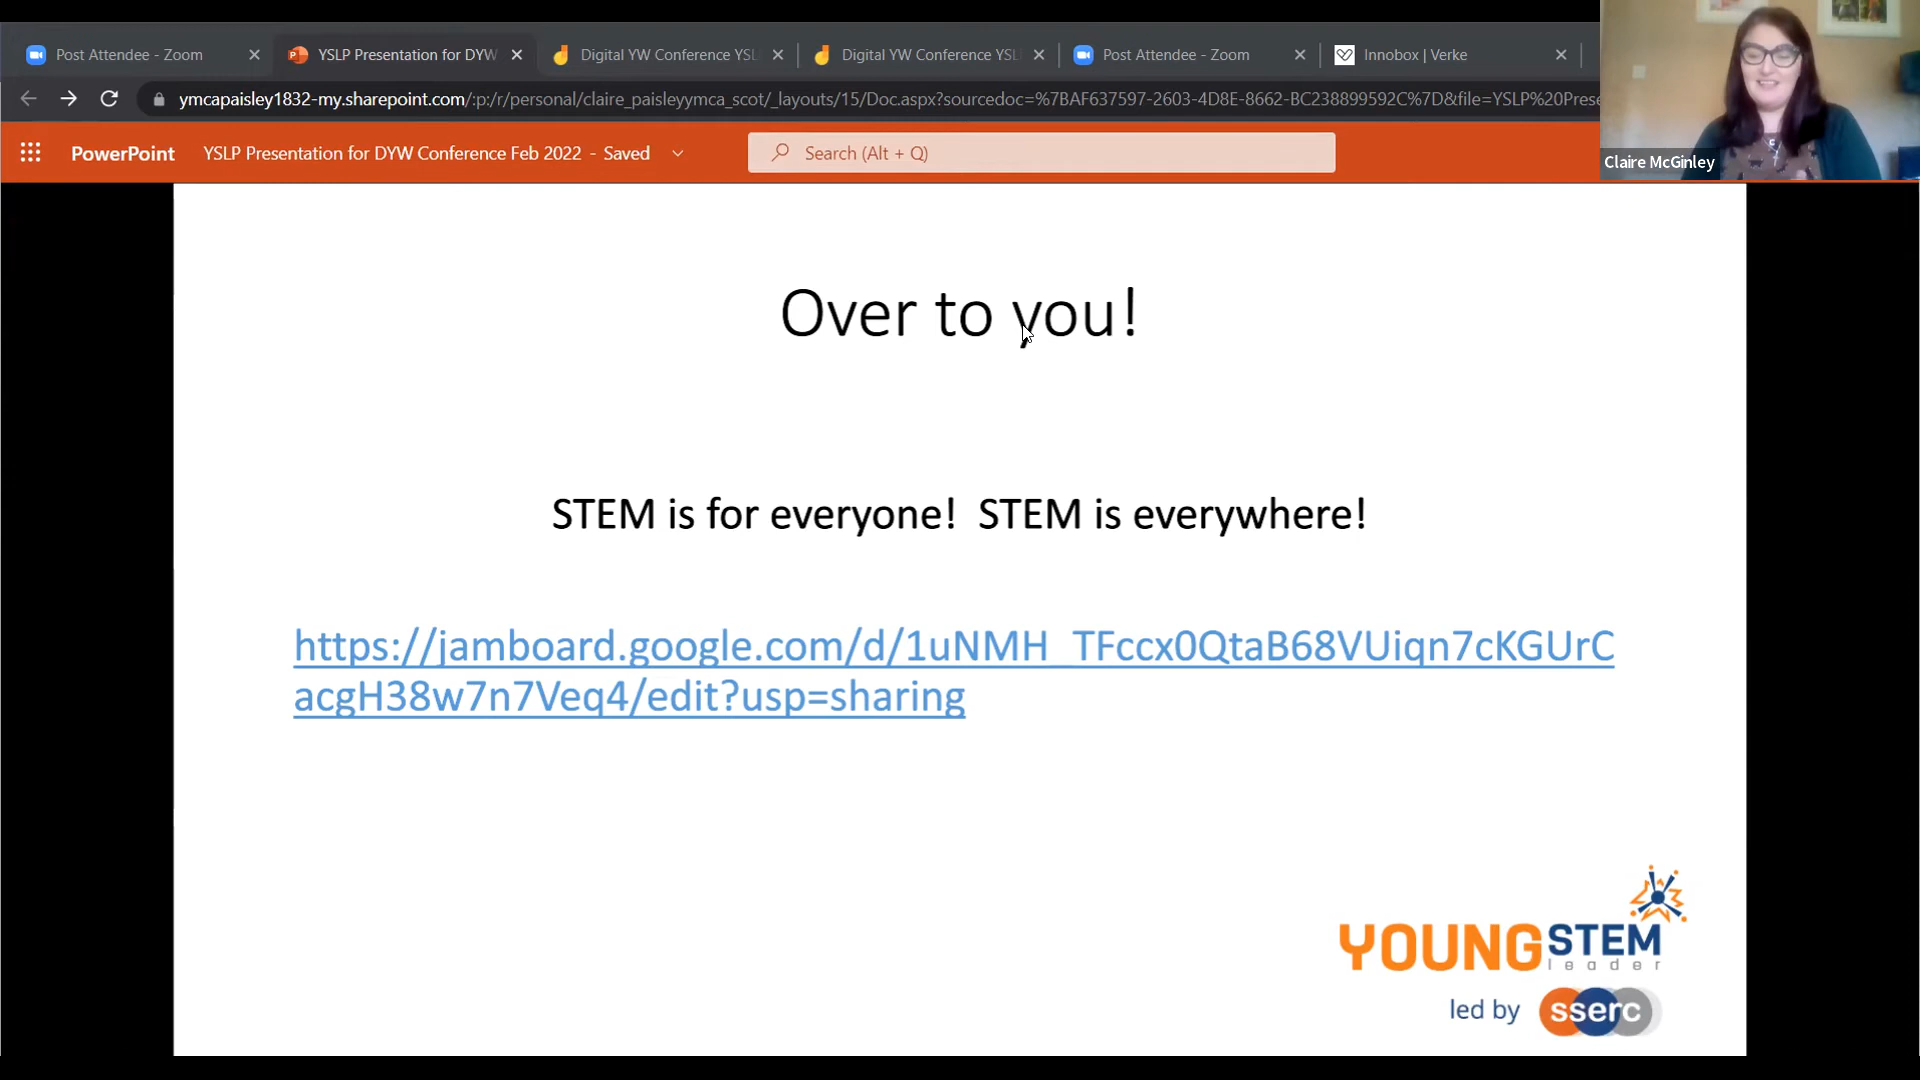 Post Attendee - Zoom
YSLP Presentation for DYW
Digital YW Conference YSL
Digital YW Conference YSL
Post Attendee - Zoom
Innobox | Verke
ymcapaisley1832-my.sharepoint.com/:p:/r/personal/claire_paisleyymca_scot/_layouts/15/Doc.aspx?sourcedoc=%7BAF637597-2603-4D8E-8662-BC238899592C%7D&file=YSLP%20Prese
PowerPoint
YSLP Presentation for DYW Conference Feb 2022 - Saved
Search (Alt + Q)
Claire McGinley
Over to you!
STEM is for everyone! STEM is everywhere!
https://jamboard.google.com/d/1uNMH_TFccx0QtaB68VUiqn7cKGUrC
acgH38w7n7Veq4/edit?usp=sharing
YOUNG STEM
leader
led by sserc